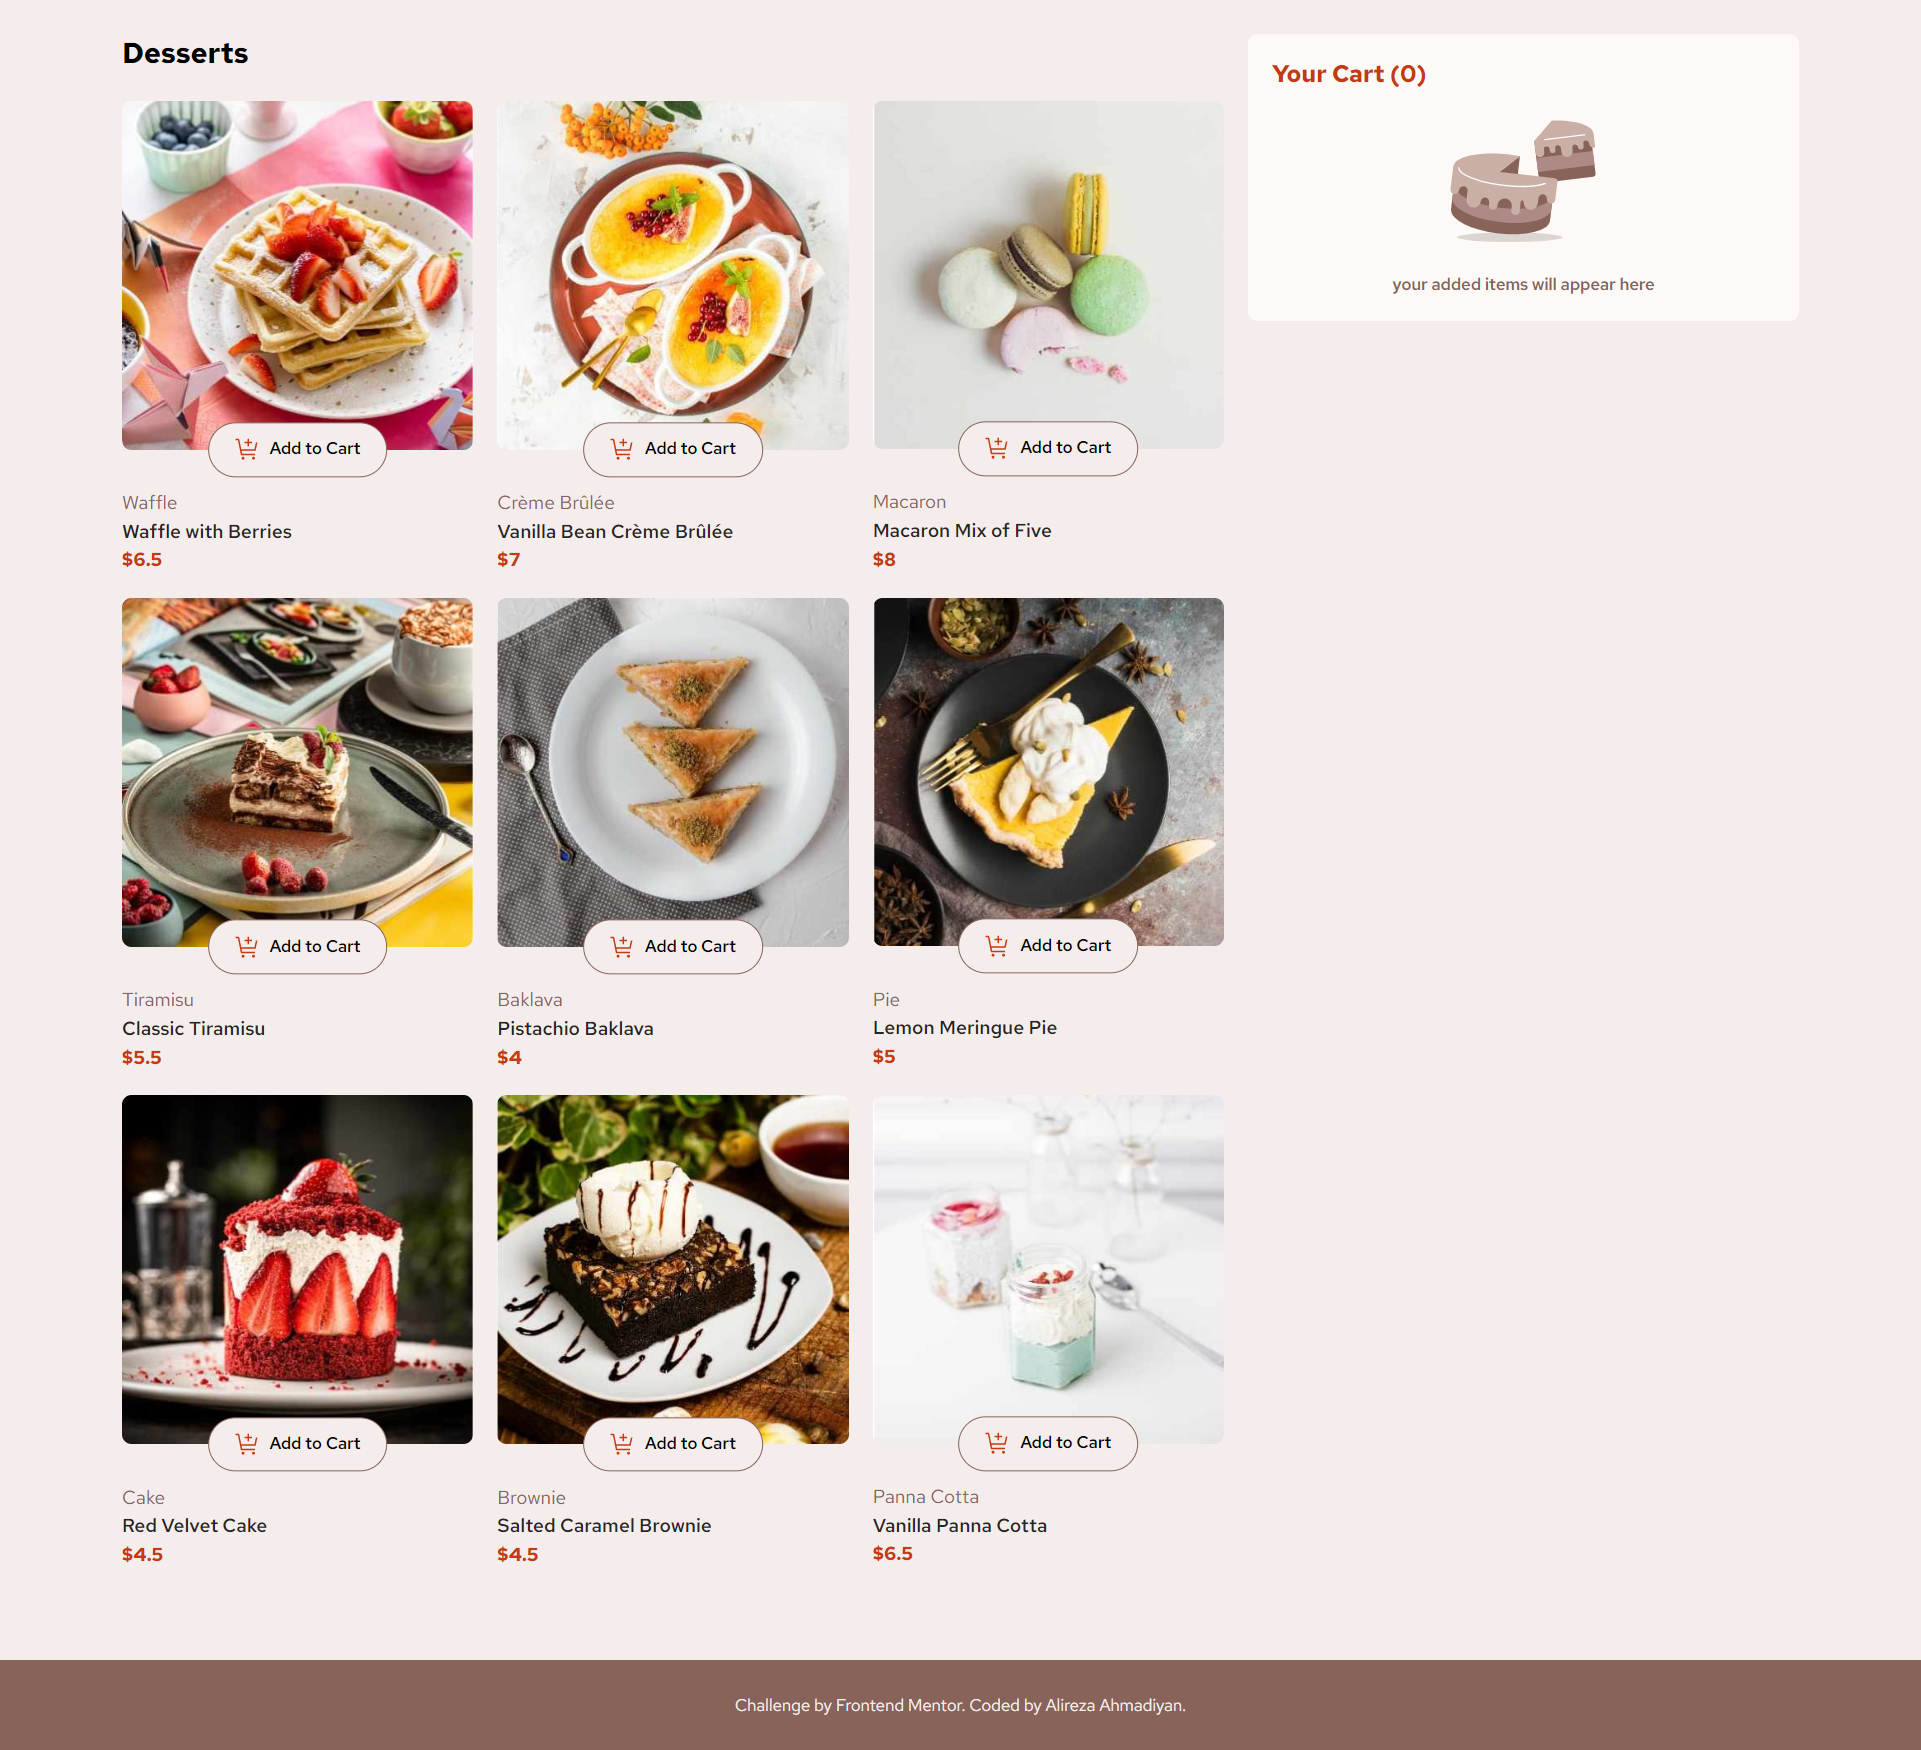 Desserts
Your Cart (0)
your added items will appear here
Add to Cart
Waffle
Waffle with Berries
$6.5
Add to Cart
Crème Brûlée
Vanilla Bean Crème Brûlée
$7
Add to Cart
Macaron
Macaron Mix of Five
$8
Add to Cart
Tiramisu
Classic Tiramisu
$5.5
Add to Cart
Baklava
Pistachio Baklava
$4
Add to Cart
Pie
Lemon Meringue Pie
$5
Add to Cart
Cake
Red Velvet Cake
$4.5
Add to Cart
Brownie
Salted Caramel Brownie
$4.5
Add to Cart
Panna Cotta
Vanilla Panna Cotta
$6.5
Challenge by Frontend Mentor. Coded by Alireza Ahmadiyan.